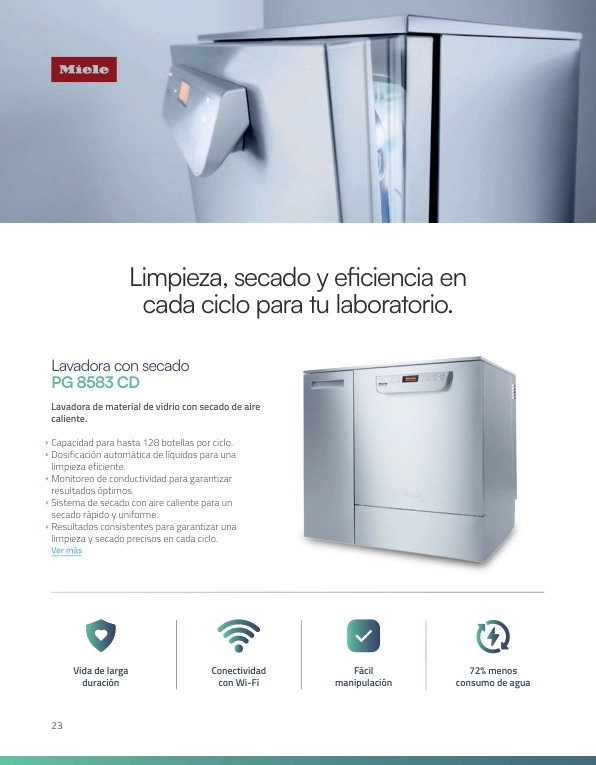 Miele
Limpieza, secado y eficiencia en
cada ciclo para tu laboratorio.
Lavadora con secado
PG 8583 CD
Lavadora de material de vidrio con secado de aire
caliente.
Capacidad para hasta 128 botellas por ciclo.
Dosificación automática de líquidos para una
limpieza eficiente.
Monitoreo de conductividad para garantizar
resultados óptimos.
Sistema de secado con aire caliente para un
secado rápido y uniforme.
Resultados consistentes para garantizar una
limpieza y secado precisos en cada ciclo.
Ver más
Vida de larga
duración
Conectividad
con Wi-Fi
Fácil
manipulación
72% menos
consumo de agua
23